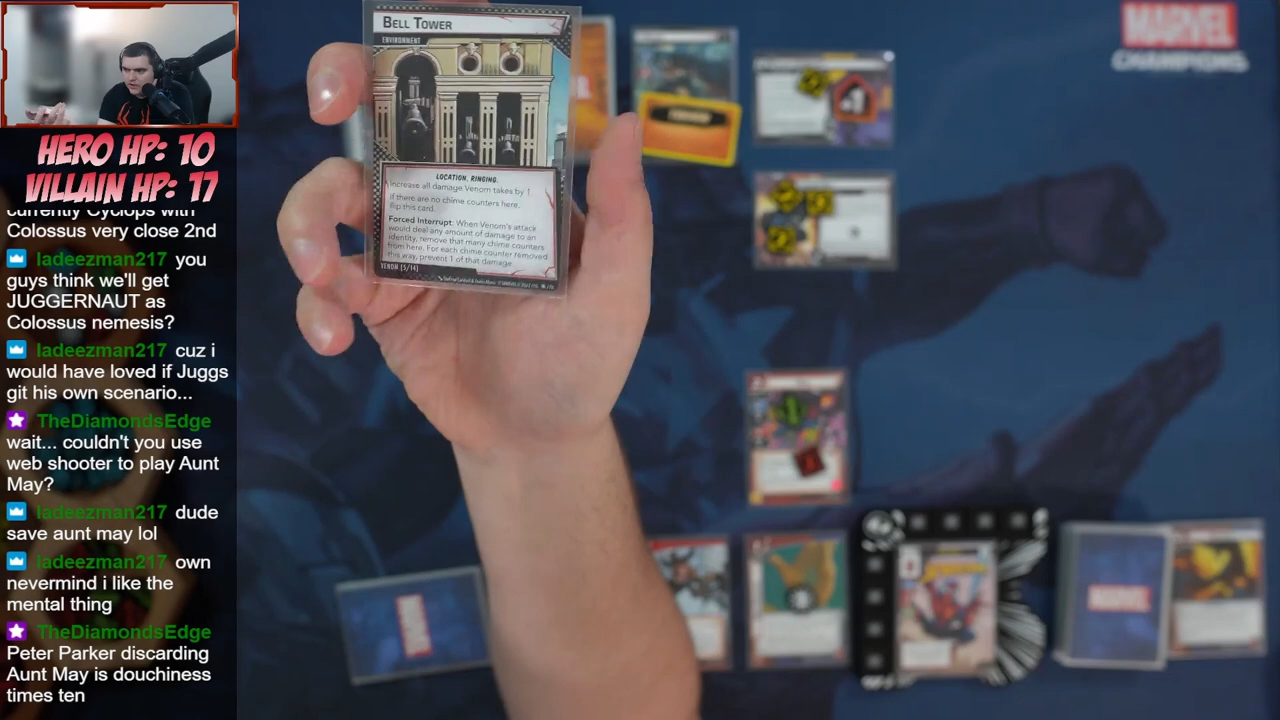 BELL TOWER
ENVIRONMENT
LOCATION. RINGING.
Increase all damage Venom takes by 1
If there are no chime counters here,
flip this card.
Forced Interrupt: When Venom's attack
would deal any amount of damage to an
identity, remove that many chime counters
from here. For each chime counter removed
this way, prevent 1 of that damage.
VENOM (5/14)
MARVEL
CHAMPIONS
HERO HP: 10
VILLAIN HP: 17
currently Cyclops with
Colossus very close 2nd
ladeezman217 you
guys think we'll get
JUGGERNAUT as
Colossus nemesis?
ladeezman217 cuz i
would have loved if Juggs
git his own scenario...
TheDiamondsEdge
wait... couldn't you use
web shooter to play Aunt
May?
ladeezman217 dude
save aunt may lol
ladeezman217 own
nevermind i like the
mental thing
TheDiamondsEdge
Peter Parker discarding
Aunt May is douchiness
times ten
MARVEL
MARVEL